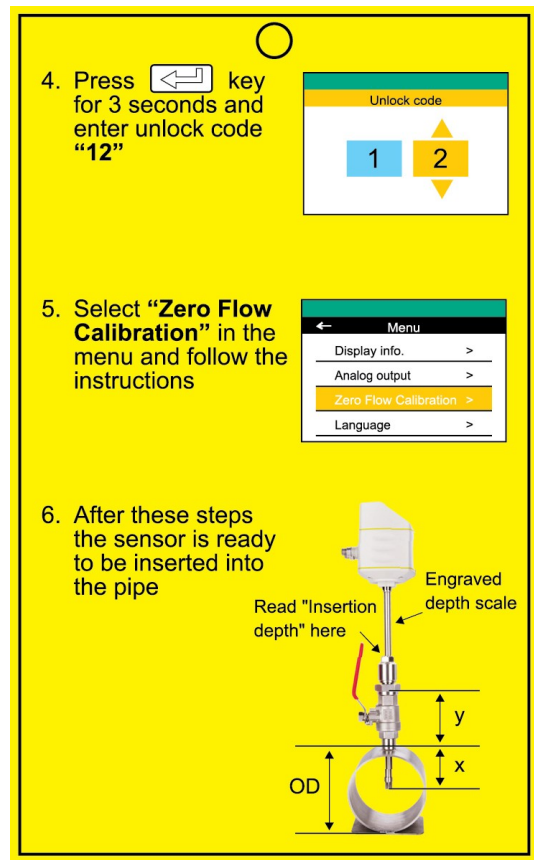 4. Press key
for 3 seconds and
enter unlock code
“12”
Unlock code
1 2
5. Select “Zero Flow
Calibration” in the
menu and follow the
instructions
Menu
Display info. >
Analog output >
Zero Flow Calibration >
Language >
6. After these steps
the sensor is ready
to be inserted into
the pipe
Engraved
depth scale
Read "Insertion
depth" here
y
x
OD